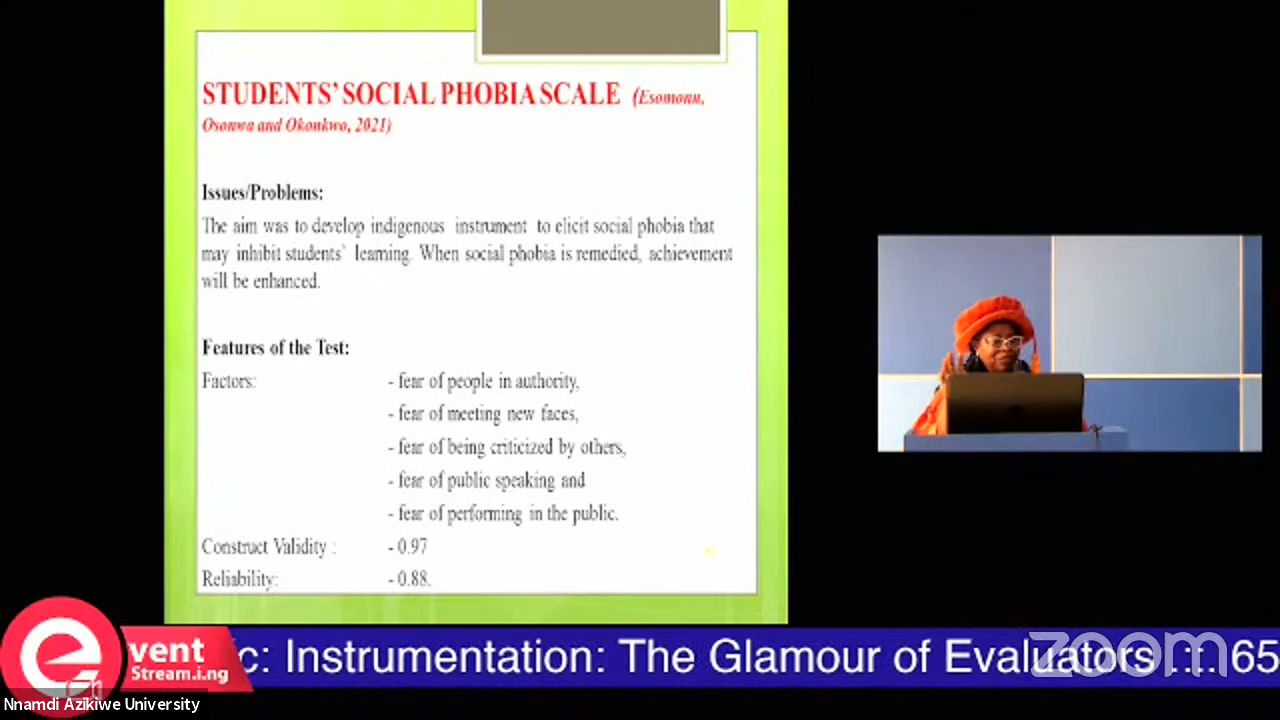 STUDENTS' SOCIAL PHOBIA SCALE (Esomonu,
Osonwa and Okonkwo, 2021)
Issues/Problems:
The aim was to develop indigenous instrument to elicit social phobia that
may inhibit students' learning. When social phobia is remedied, achievement
will be enhanced.
Features of the Test:
Factors: - fear of people in authority,
- fear of meeting new faces,
- fear of being criticized by others,
- fear of public speaking and
- fear of performing in the public.
Construct Validity : - 0.97
Reliability: - 0.88.
c: Instrumentation: The Glamour of Evaluators .::. 65
zoom
e
vent
Stream.i.ng
Nnamdi Azikiwe University